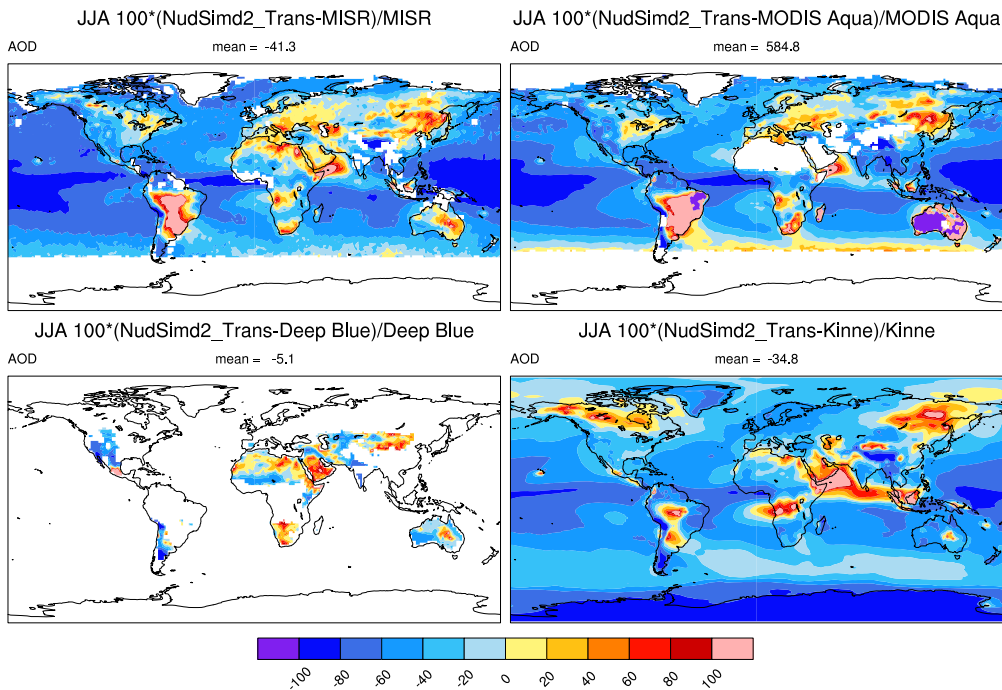 JJA 100*(NudSimd2_Trans-MISR)/MISR
AOD mean = -41.3
JJA 100*(NudSimd2_Trans-MODIS Aqua)/MODIS Aqua
AOD mean = 584.8
JJA 100*(NudSimd2_Trans-Deep Blue)/Deep Blue
AOD mean = -5.1
JJA 100*(NudSimd2_Trans-Kinne)/Kinne
AOD mean = -34.8
-100 -80 -60 -40 -20 0 20 40 60 80 100